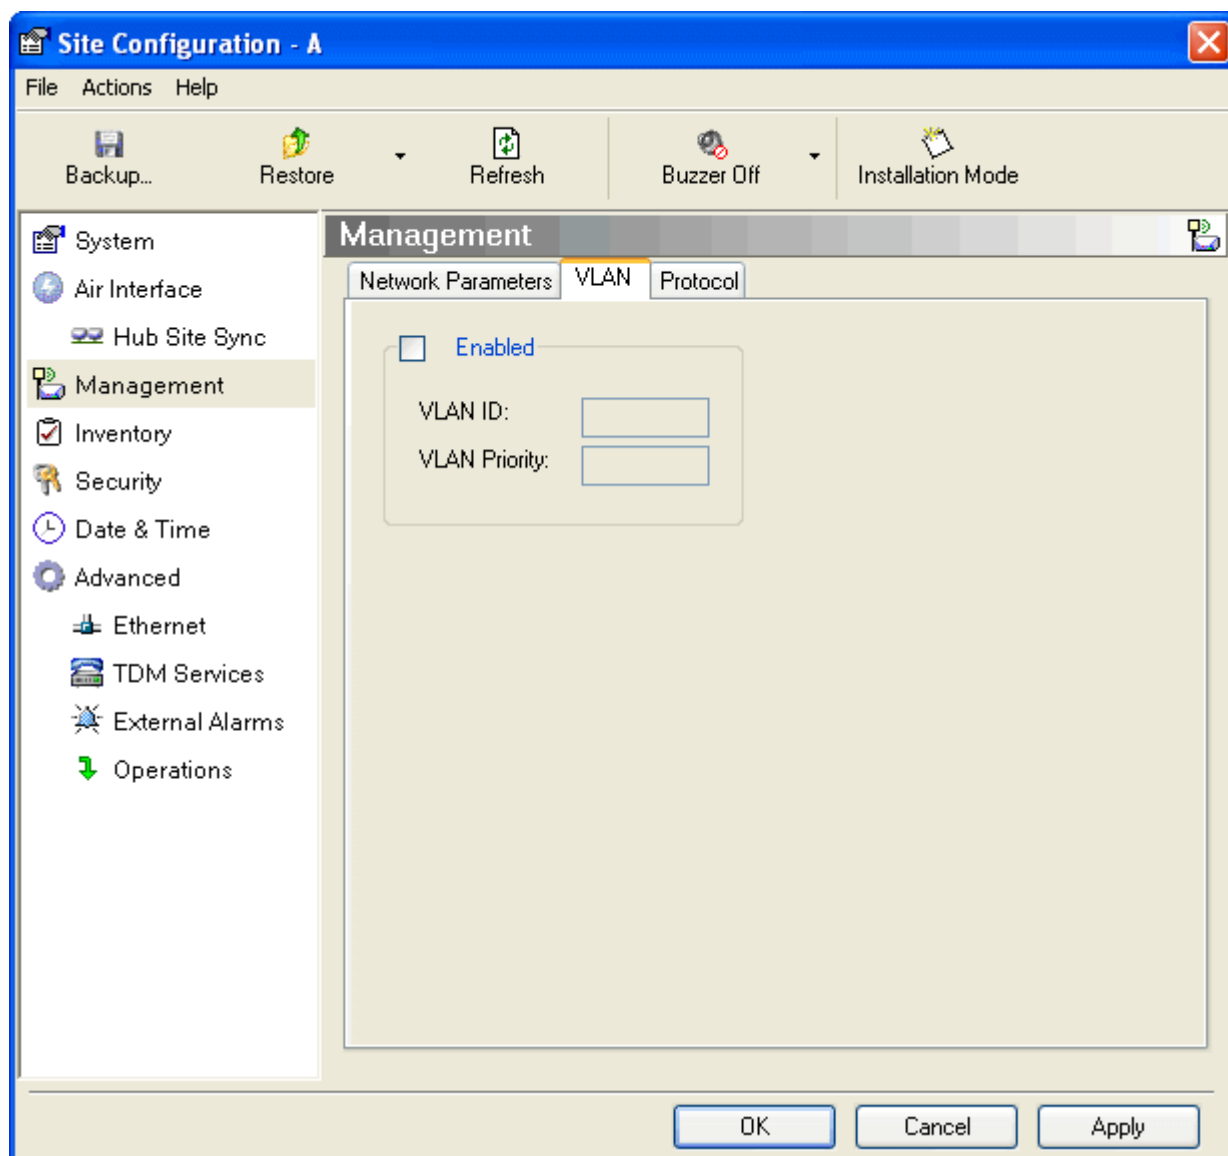 Site Configuration - A
File Actions Help
Backup... Restore Refresh Buzzer Off Installation Mode
System
Air Interface
Hub Site Sync
Management
Inventory
Security
Date & Time
Advanced
Ethernet
TDM Services
External Alarms
Operations
Management
Network Parameters VLAN Protocol
Enabled
VLAN ID:
VLAN Priority:
OK Cancel Apply